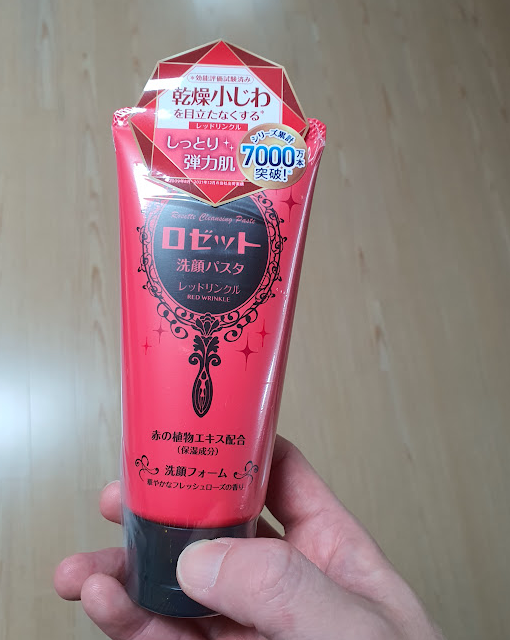 *効能評価試験済み
乾燥小じわ
を目立たなくする*
レッドリンクル
しっとり
弾力肌
シリーズ累計
7000万本
突破!
Rosette Cleansing Paste
ロゼット
洗顔パスタ
レッドリンクル
RED WRINKLE
赤の植物エキス配合
(保湿成分)
洗顔フォーム
華やかなフレッシュローズの香り